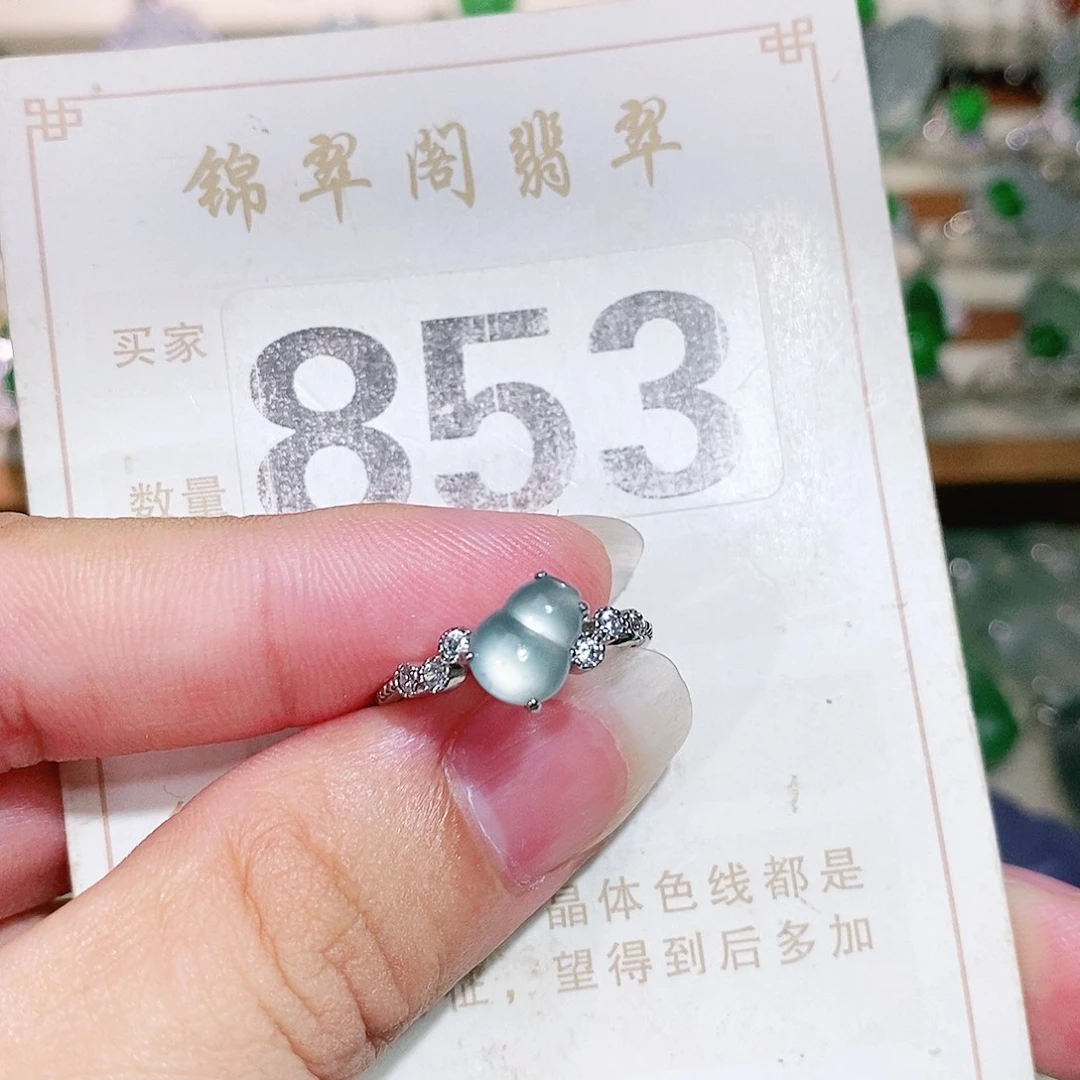 锦翠阁翡翠
买家
853
数量
晶体色线都是
征，望得到后多加